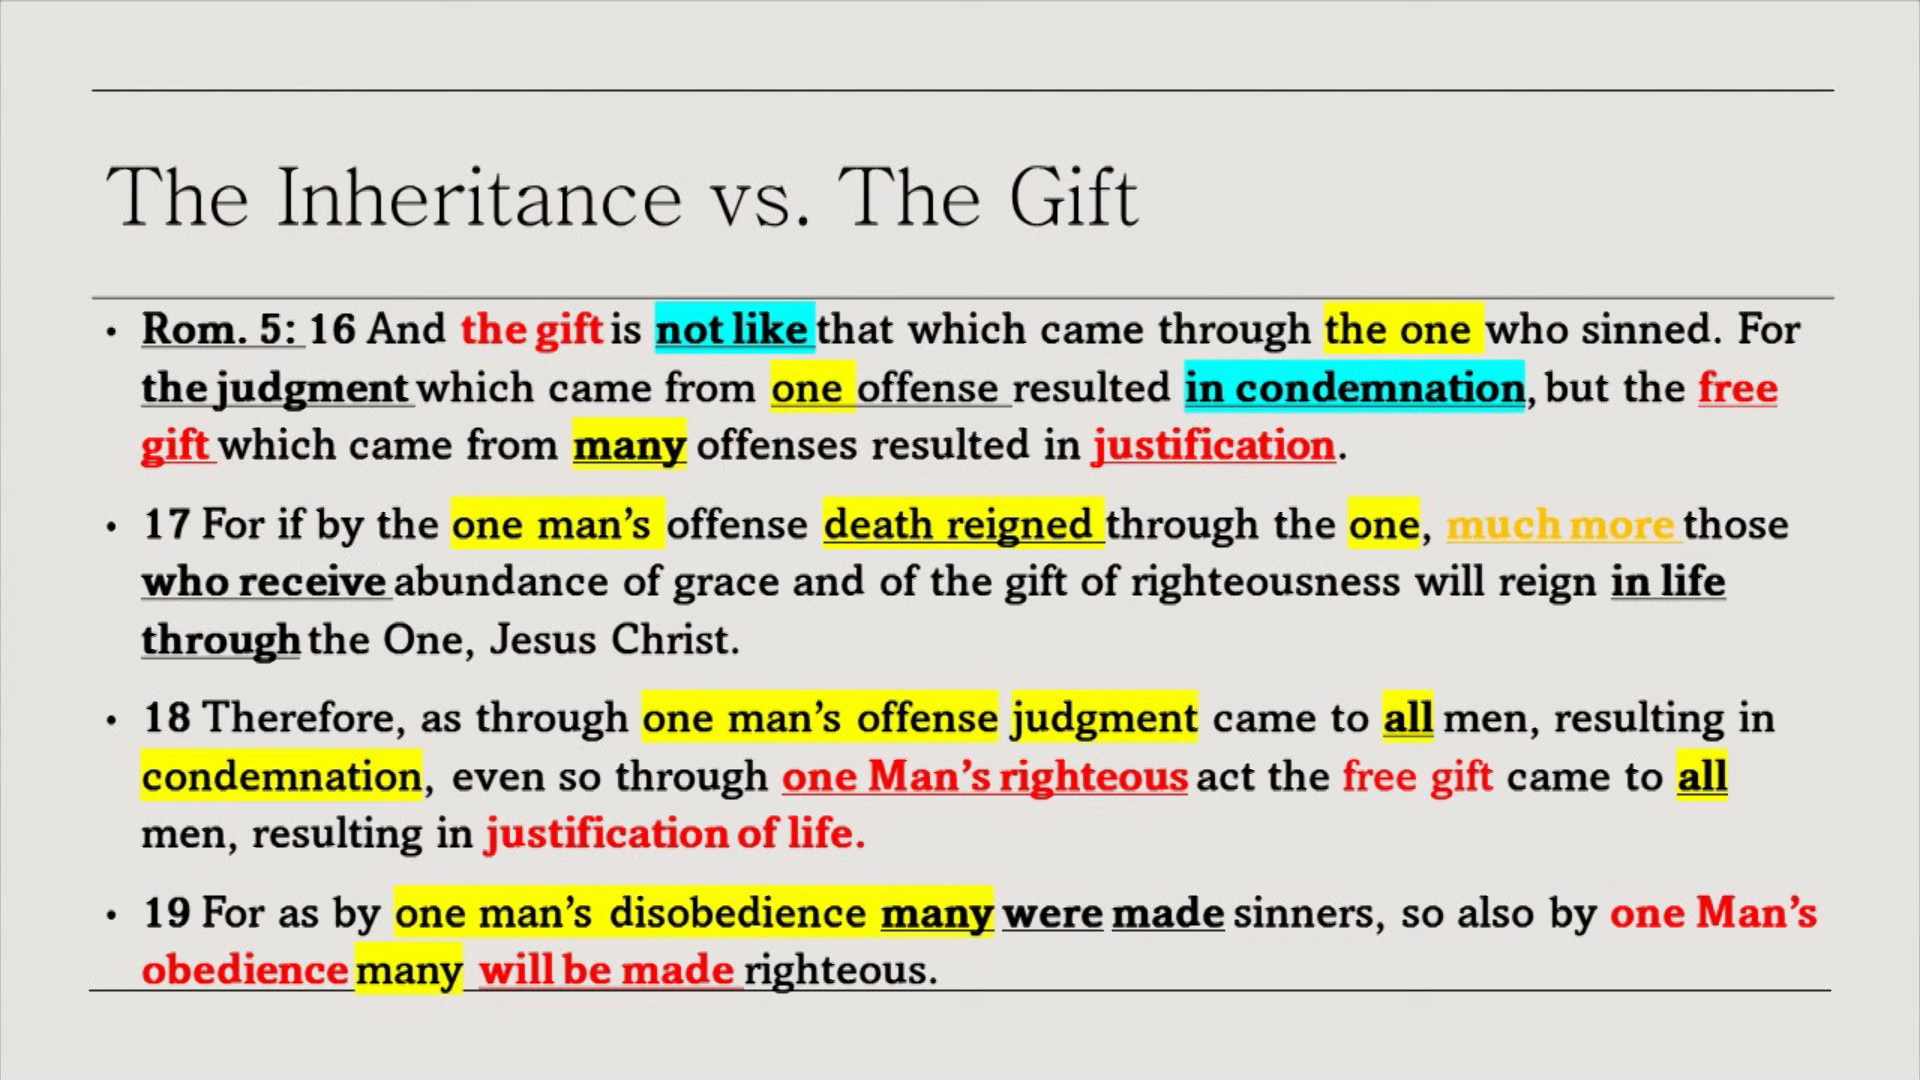 The Inheritance vs. The Gift
• Rom. 5: 16 And the gift is not like that which came through the one who sinned. For
the judgment which came from one offense resulted in condemnation, but the free
gift which came from many offenses resulted in justification.
• 17 For if by the one man’s offense death reigned through the one, much more those
who receive abundance of grace and of the gift of righteousness will reign in life
through the One, Jesus Christ.
• 18 Therefore, as through one man’s offense judgment came to all men, resulting in
condemnation, even so through one Man’s righteous act the free gift came to all
men, resulting in justification of life.
• 19 For as by one man’s disobedience many were made sinners, so also by one Man’s
obedience many will be made righteous.